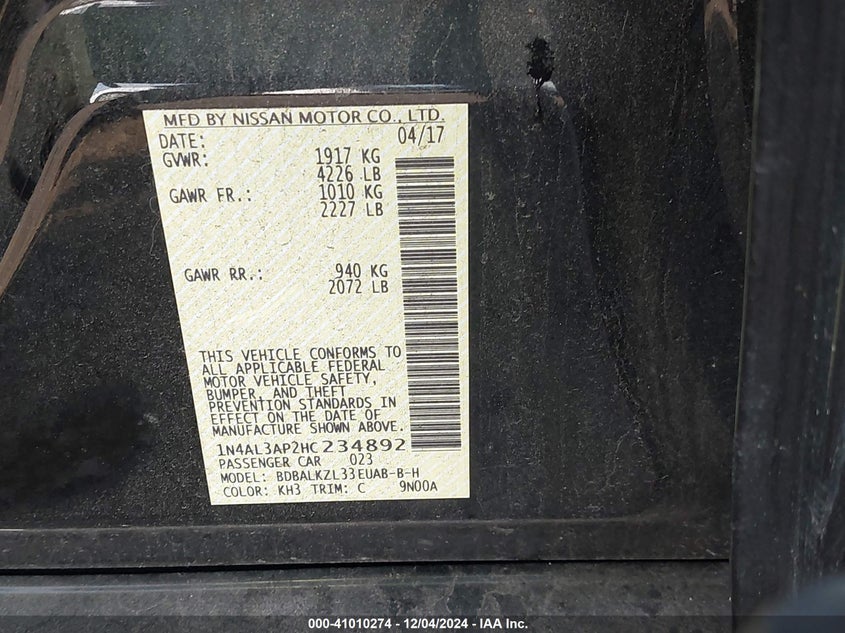 MFD BY NISSAN MOTOR CO., LTD.
DATE: 04/17
GVWR: 1917 KG
4226 LB
GAWR FR.: 1010 KG
2227 LB
GAWR RR.: 940 KG
2072 LB
THIS VEHICLE CONFORMS TO
ALL APPLICABLE FEDERAL
MOTOR VEHICLE SAFETY,
BUMPER, AND THEFT
PREVENTION STANDARDS IN
EFFECT ON THE DATE OF
MANUFACTURE SHOWN ABOVE.
1N4AL3AP2HC234892
PASSENGER CAR 023
MODEL: BDBALKZL33EUAB-B-H
COLOR: KH3 TRIM: C 9N00A
000-41010274 - 12/04/2024 - IAA Inc.